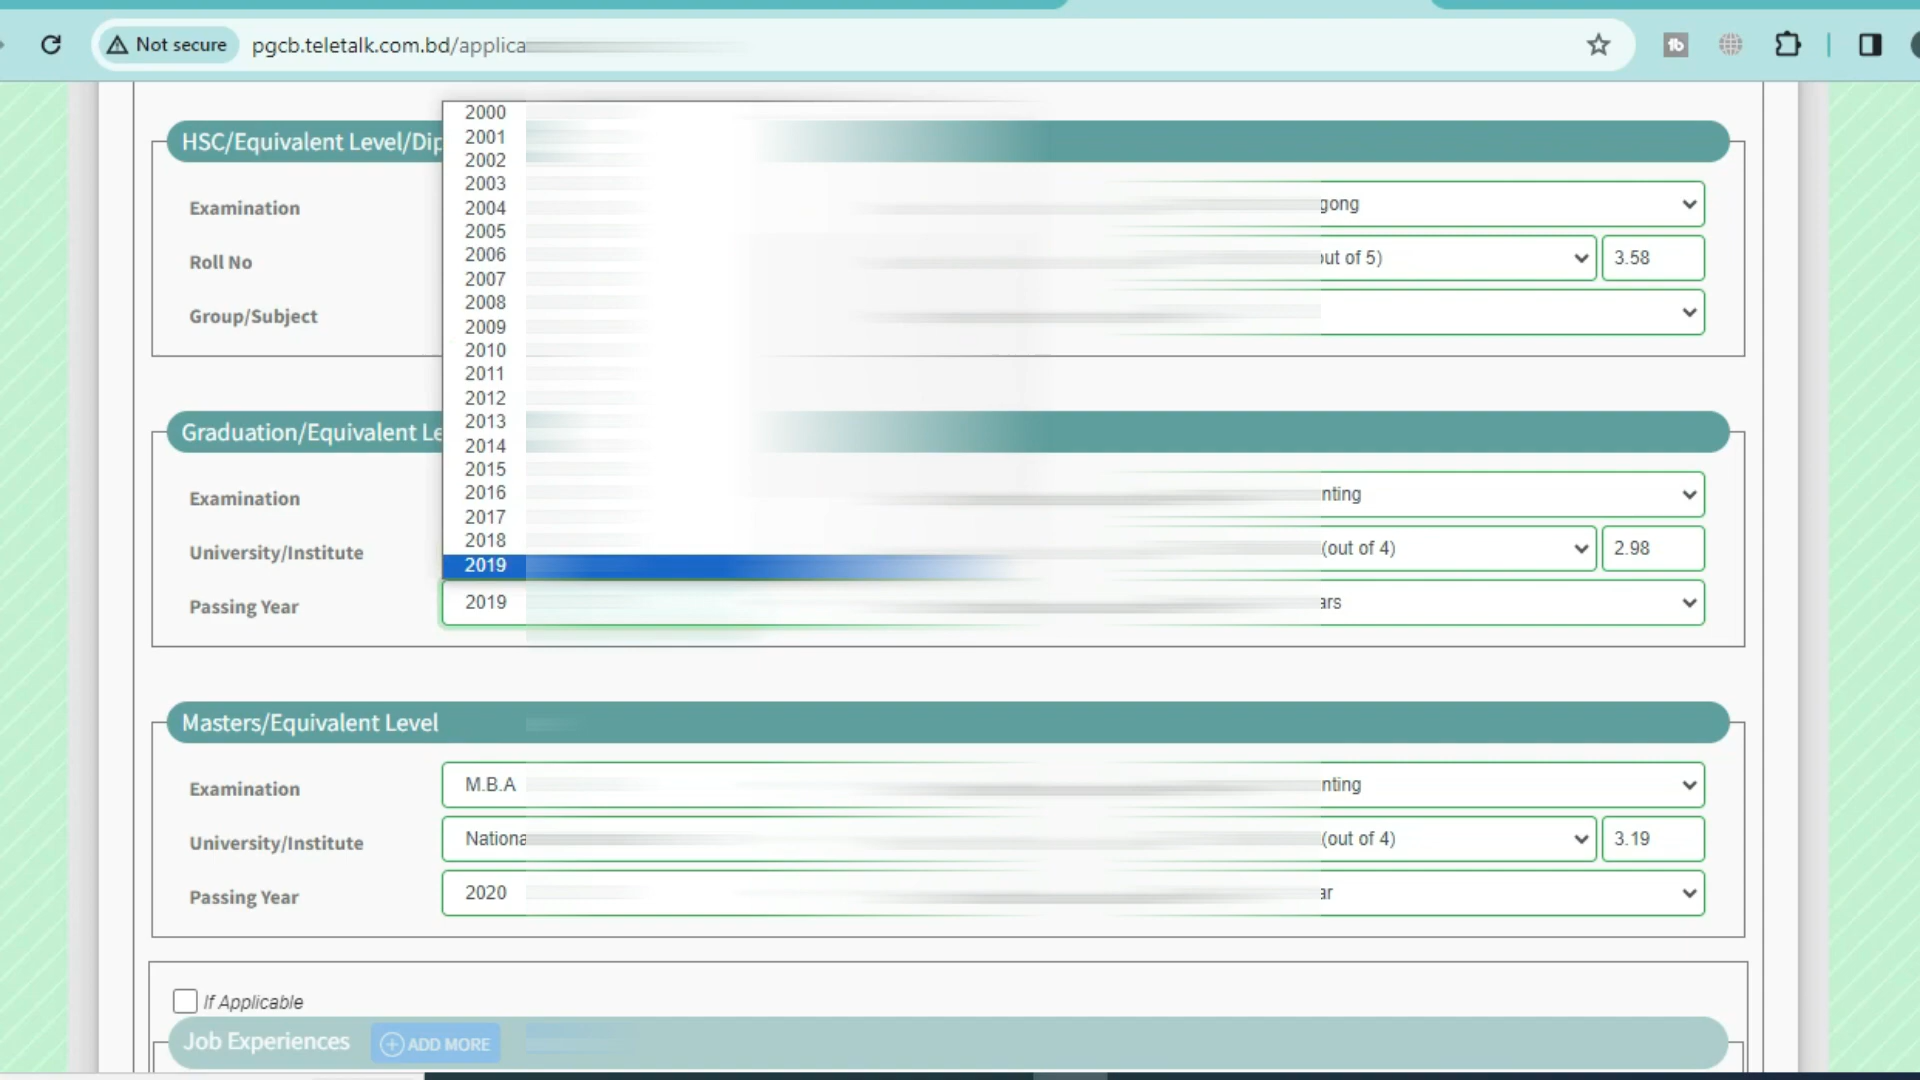 Not secure pgcb.teletalk.com.bd/applica
2000
2001
HSC/Equivalent Level/Dip
2002
2003
Examination 2004 gong
2005
2006
Roll No out of 5) 3.58
2007
2008
Group/Subject
2009
2010
2011
2012
2013
Graduation/Equivalent Le
2014
2015
2016
Examination nting
2017
2018
University/Institute (out of 4) 2.98
2019
Passing Year 2019 ars
Masters/Equivalent Level
Examination M.B.A nting
University/Institute Nationa (out of 4) 3.19
Passing Year 2020 ar
If Applicable
Job Experiences ADD MORE